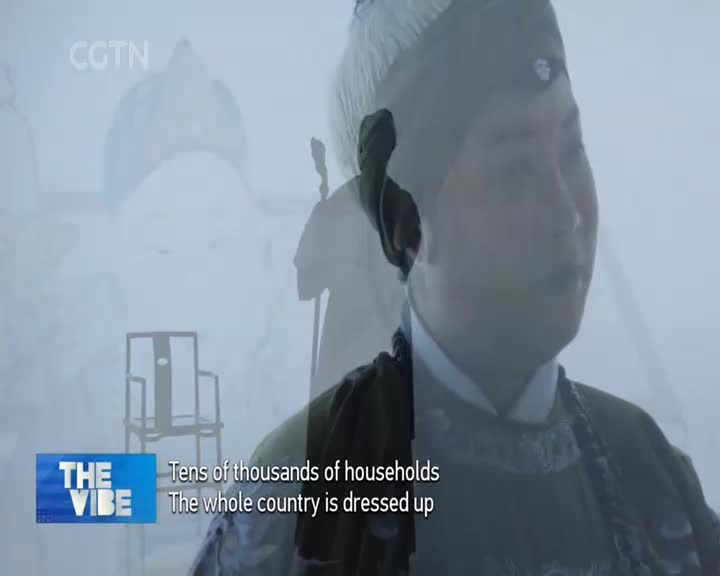 CGTN
THE
VIBE
Tens of thousands of households
The whole country is dressed up